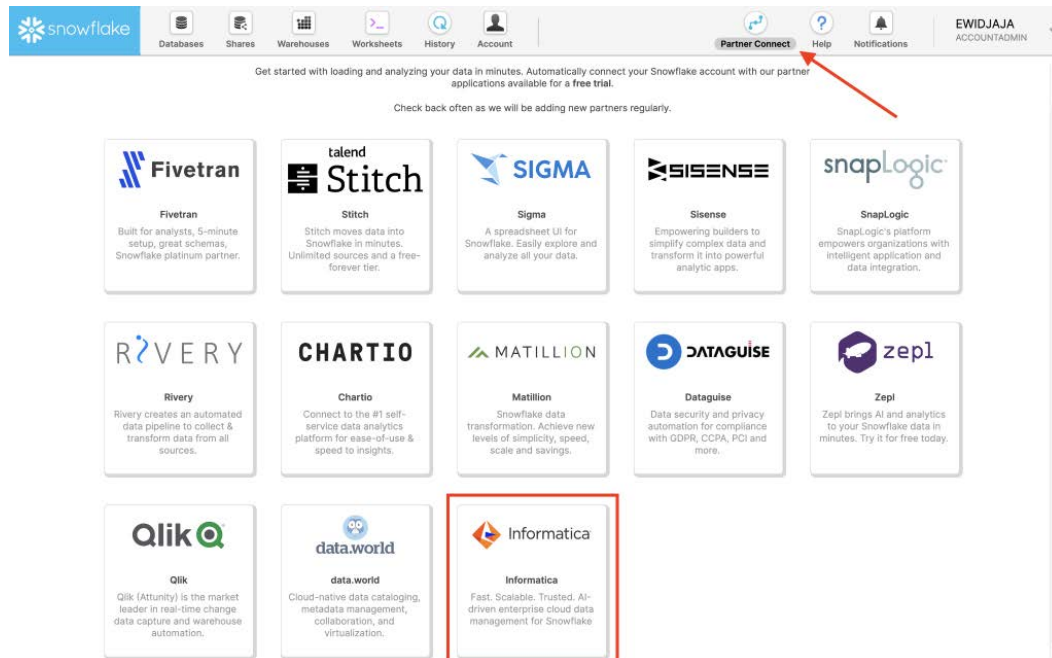 snowflake
Databases Shares Warehouses Worksheets History Account Partner Connect Help Notifications
EWIDJAJA
ACCOUNTADMIN
Get started with loading and analyzing your data in minutes. Automatically connect your Snowflake account with our partner
applications available for a free trial.
Check back often as we will be adding new partners regularly.
Fivetran
Fivetran
Built for analysts, 5-minute
setup, great schemas,
Snowflake platinum partner.
talend
Stitch
Stitch
Stitch moves data into
Snowflake in minutes.
Unlimited sources and a free-
forever tier.
SIGMA
Sigma
A spreadsheet UI for
Snowflake. Easily explore and
analyze all your data.
SISENSE
Sisense
Empowering builders to
simplify complex data and
transform it into powerful
analytic apps.
snapLogic
SnapLogic
SnapLogic's platform
empowers organizations with
intelligent application and
data integration.
RIVERY
Rivery
Rivery creates an automated
data pipeline to collect &
transform data from all
sources.
CHARTIO
Chartio
Connect to the #1 self-
service data analytics
platform for ease-of-use &
speed to insights.
MATILLION
Matillion
Snowflake data
transformation. Achieve new
levels of simplicity, speed,
scale and savings.
DATAGUISE
Dataguise
Data security and privacy
automation for compliance
with GDPR, CCPA, PCI and
more.
zepl
Zepl
Zepl brings AI and analytics
to your Snowflake data in
minutes. Try it for free today.
Qlik
Qlik
Qlik (Attunity) is the market
leader in real-time change
data capture and warehouse
automation.
data.world
data.world
Cloud-native data cataloging,
metadata management,
collaboration, and
virtualization.
Informatica
Informatica
Fast. Scalable. Trusted. AI-
driven enterprise cloud data
management for Snowflake